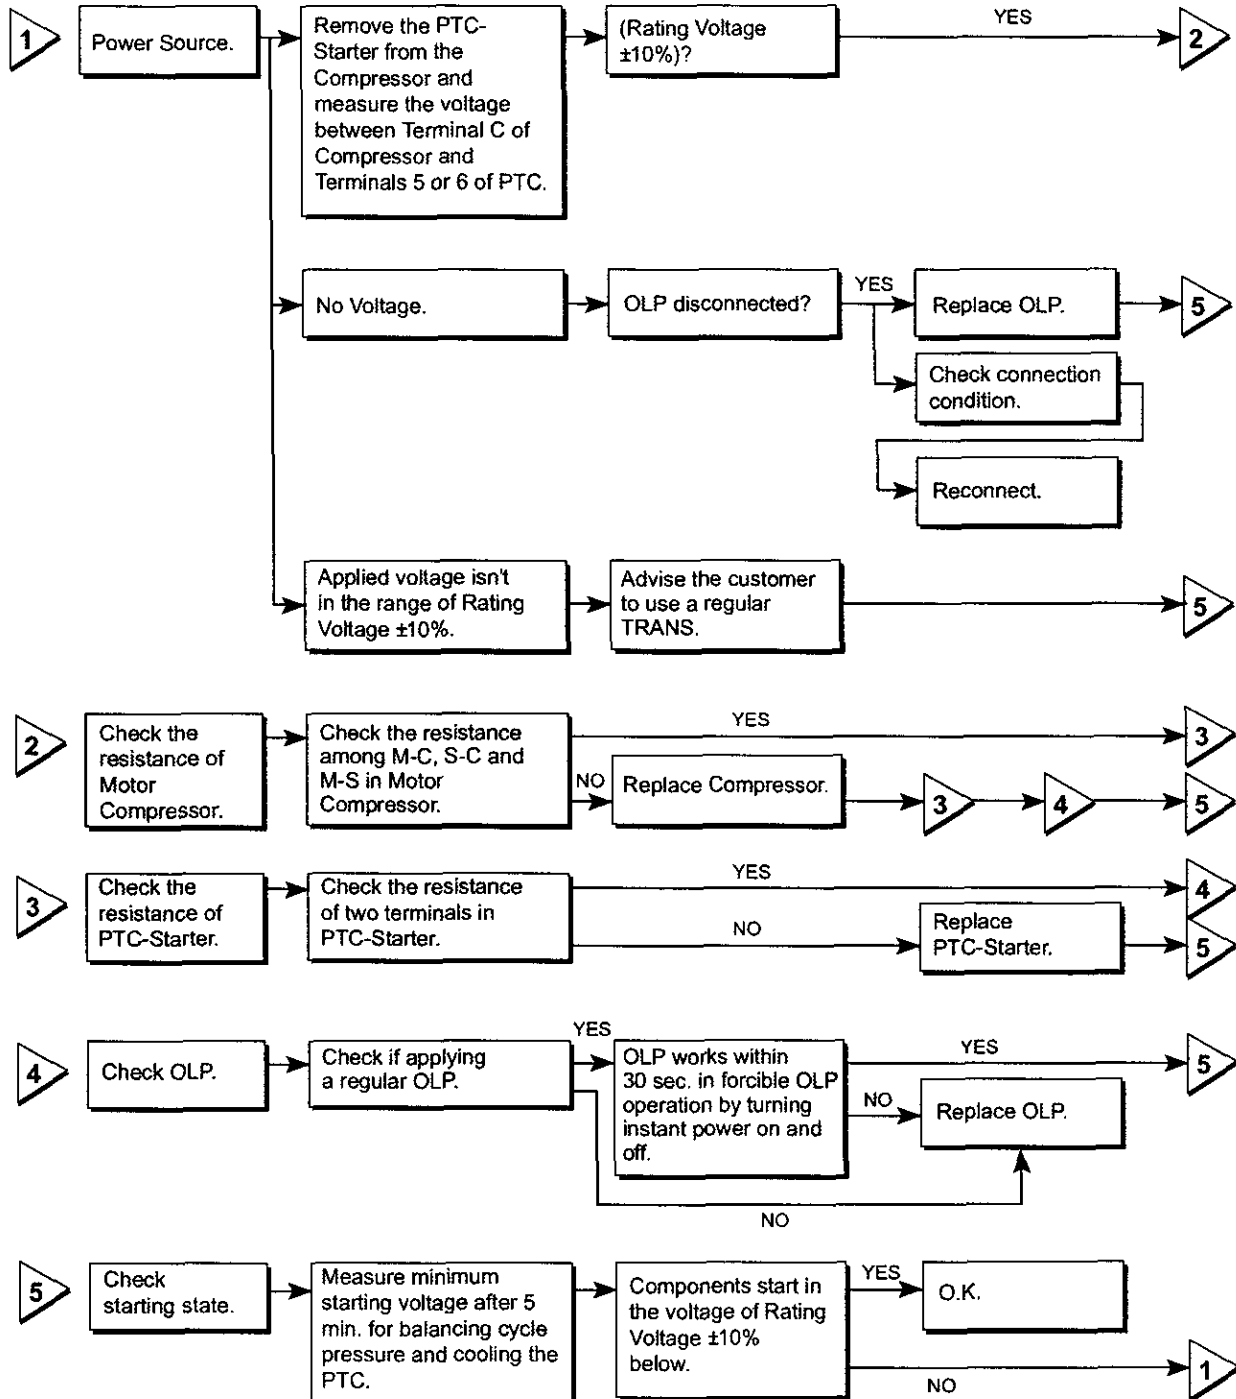 1
Power Source.
Remove the PTC-
Starter from the
Compressor and
measure the voltage
between Terminal C of
Compressor and
Terminals 5 or 6 of PTC.
(Rating Voltage
±10%)?
YES
2
No Voltage.
OLP disconnected?
YES
Replace OLP.
5
Check connection
condition.
Reconnect.
Applied voltage isn't
in the range of Rating
Voltage ±10%.
Advise the customer
to use a regular
TRANS.
5
2
Check the
resistance of
Motor
Compressor.
Check the resistance
among M-C, S-C and
M-S in Motor
Compressor.
YES
3
NO
Replace Compressor.
3
4
5
3
Check the
resistance of
PTC-Starter.
Check the resistance
of two terminals in
PTC-Starter.
YES
4
NO
Replace
PTC-Starter.
5
4
Check OLP.
Check if applying
a regular OLP.
YES
OLP works within
30 sec. in forcible OLP
operation by turning
instant power on and
off.
YES
5
NO
Replace OLP.
NO
5
Check
starting state.
Measure minimum
starting voltage after 5
min. for balancing cycle
pressure and cooling the
PTC.
Components start in
the voltage of Rating
Voltage ±10%
below.
YES
O.K.
NO
1